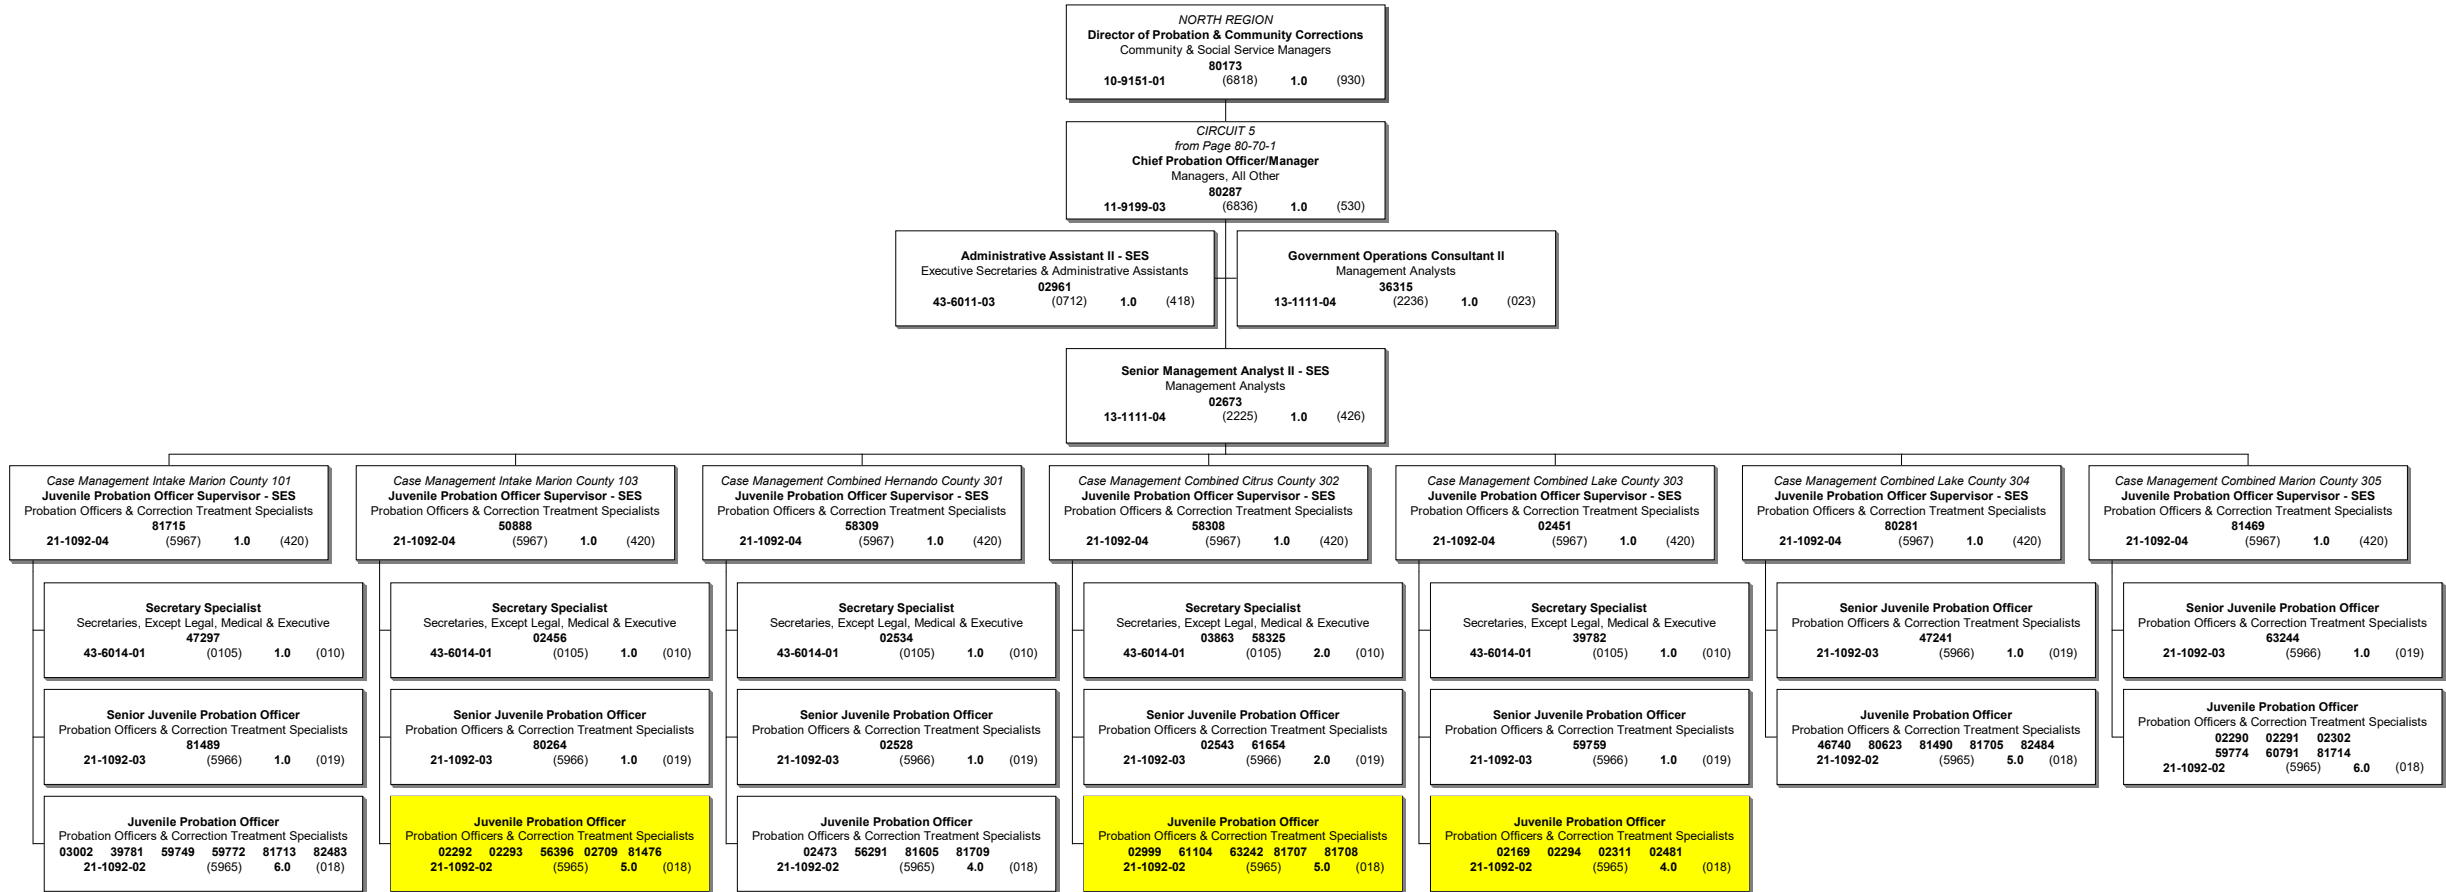 NORTH REGION
Director of Probation & Community Corrections
Community & Social Service Managers
80173
10-9151-01 (6818) 1.0 (930)
CIRCUIT 5
from Page 80-70-1
Chief Probation Officer/Manager
Managers, All Other
80287
11-9199-03 (6836) 1.0 (530)
Administrative Assistant II - SES
Executive Secretaries & Administrative Assistants
02961
43-6011-03 (0712) 1.0 (418)
Government Operations Consultant II
Management Analysts
36315
13-1111-04 (2236) 1.0 (023)
Senior Management Analyst II - SES
Management Analysts
02673
13-1111-04 (2225) 1.0 (426)
Case Management Intake Marion County 101
Juvenile Probation Officer Supervisor - SES
Probation Officers & Correction Treatment Specialists
81715
21-1092-04 (5967) 1.0 (420)
Secretary Specialist
Secretaries, Except Legal, Medical & Executive
47297
43-6014-01 (0105) 1.0 (010)
Senior Juvenile Probation Officer
Probation Officers & Correction Treatment Specialists
81489
21-1092-03 (5966) 1.0 (019)
Juvenile Probation Officer
Probation Officers & Correction Treatment Specialists
03002 39781 59749 59772 81713 82483
21-1092-02 (5965) 6.0 (018)
Case Management Intake Marion County 103
Juvenile Probation Officer Supervisor - SES
Probation Officers & Correction Treatment Specialists
50888
21-1092-04 (5967) 1.0 (420)
Secretary Specialist
Secretaries, Except Legal, Medical & Executive
02456
43-6014-01 (0105) 1.0 (010)
Senior Juvenile Probation Officer
Probation Officers & Correction Treatment Specialists
80264
21-1092-03 (5966) 1.0 (019)
Juvenile Probation Officer
Probation Officers & Correction Treatment Specialists
02292 02293 56396 02709 81476
21-1092-02 (5965) 5.0 (018)
Case Management Combined Hernando County 301
Juvenile Probation Officer Supervisor - SES
Probation Officers & Correction Treatment Specialists
58309
21-1092-04 (5967) 1.0 (420)
Secretary Specialist
Secretaries, Except Legal, Medical & Executive
02534
43-6014-01 (0105) 1.0 (010)
Senior Juvenile Probation Officer
Probation Officers & Correction Treatment Specialists
02528
21-1092-03 (5966) 1.0 (019)
Juvenile Probation Officer
Probation Officers & Correction Treatment Specialists
02473 56291 81605 81709
21-1092-02 (5965) 4.0 (018)
Case Management Combined Citrus County 302
Juvenile Probation Officer Supervisor - SES
Probation Officers & Correction Treatment Specialists
58308
21-1092-04 (5967) 1.0 (420)
Secretary Specialist
Secretaries, Except Legal, Medical & Executive
03863 58325
43-6014-01 (0105) 2.0 (010)
Senior Juvenile Probation Officer
Probation Officers & Correction Treatment Specialists
02543 61654
21-1092-03 (5966) 2.0 (019)
Juvenile Probation Officer
Probation Officers & Correction Treatment Specialists
02999 61104 63242 81707 81708
21-1092-02 (5965) 5.0 (018)
Case Management Combined Lake County 303
Juvenile Probation Officer Supervisor - SES
Probation Officers & Correction Treatment Specialists
02451
21-1092-04 (5967) 1.0 (420)
Secretary Specialist
Secretaries, Except Legal, Medical & Executive
39782
43-6014-01 (0105) 1.0 (010)
Senior Juvenile Probation Officer
Probation Officers & Correction Treatment Specialists
59759
21-1092-03 (5966) 1.0 (019)
Juvenile Probation Officer
Probation Officers & Correction Treatment Specialists
02169 02294 02311 02481
21-1092-02 (5965) 4.0 (018)
Case Management Combined Lake County 304
Juvenile Probation Officer Supervisor - SES
Probation Officers & Correction Treatment Specialists
80281
21-1092-04 (5967) 1.0 (420)
Senior Juvenile Probation Officer
Probation Officers & Correction Treatment Specialists
47241
21-1092-03 (5966) 1.0 (019)
Juvenile Probation Officer
Probation Officers & Correction Treatment Specialists
46740 80623 81490 81705 82484
21-1092-02 (5965) 5.0 (018)
Case Management Combined Marion County 305
Juvenile Probation Officer Supervisor - SES
Probation Officers & Correction Treatment Specialists
81469
21-1092-04 (5967) 1.0 (420)
Senior Juvenile Probation Officer
Probation Officers & Correction Treatment Specialists
63244
21-1092-03 (5966) 1.0 (019)
Juvenile Probation Officer
Probation Officers & Correction Treatment Specialists
02290 02291 02302
59774 60791 81714
21-1092-02 (5965) 6.0 (018)